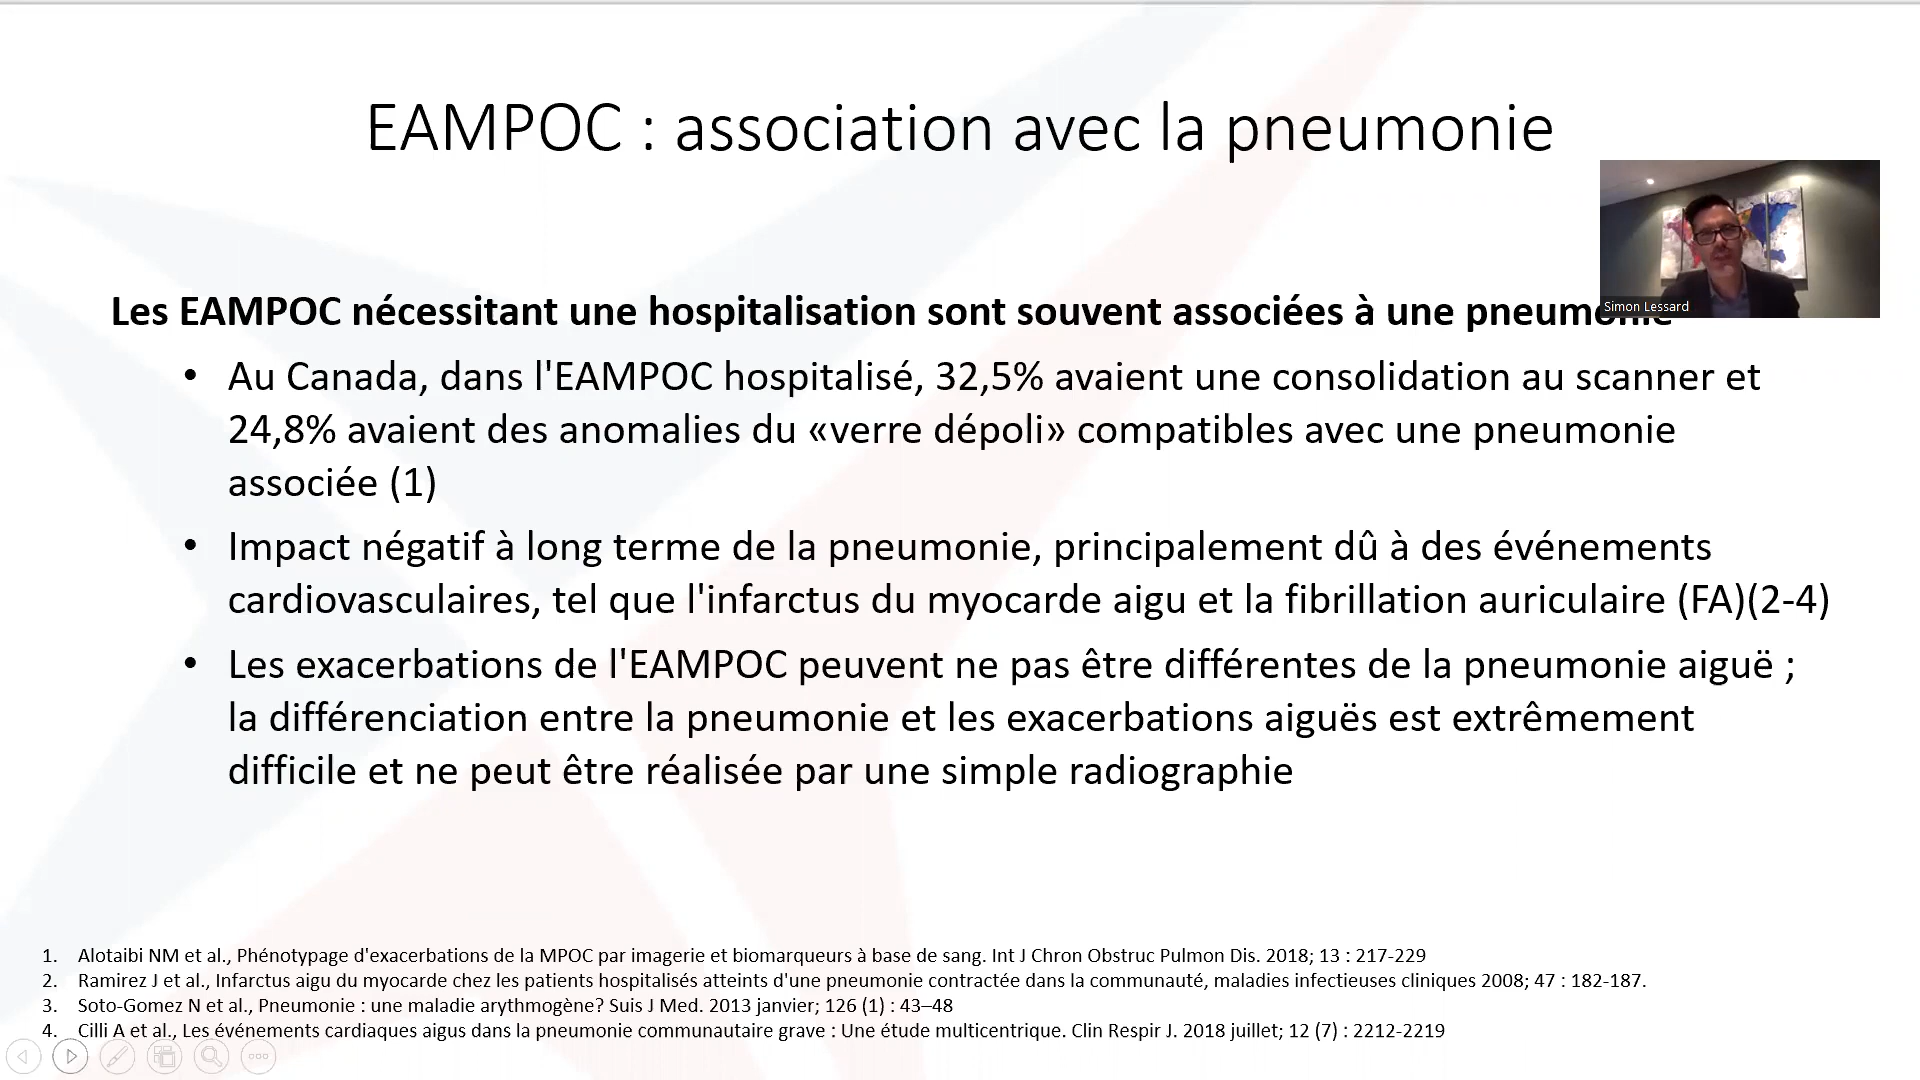 EAMPOC : association avec la pneumonie
Simon Lessard
Les EAMPOC nécessitant une hospitalisation sont souvent associées à une pneumonie
• Au Canada, dans l'EAMPOC hospitalisé, 32,5% avaient une consolidation au scanner et
24,8% avaient des anomalies du «verre dépoli» compatibles avec une pneumonie
associée (1)
• Impact négatif à long terme de la pneumonie, principalement dû à des événements
cardiovasculaires, tel que l'infarctus du myocarde aigu et la fibrillation auriculaire (FA)(2-4)
• Les exacerbations de l'EAMPOC peuvent ne pas être différentes de la pneumonie aiguë ;
la différenciation entre la pneumonie et les exacerbations aiguës est extrêmement
difficile et ne peut être réalisée par une simple radiographie
1. Alotaibi NM et al., Phénotypage d'exacerbations de la MPOC par imagerie et biomarqueurs à base de sang. Int J Chron Obstruc Pulmon Dis. 2018; 13 : 217-229
2. Ramirez J et al., Infarctus aigu du myocarde chez les patients hospitalisés atteints d'une pneumonie contractée dans la communauté, maladies infectieuses cliniques 2008; 47 : 182-187.
3. Soto-Gomez N et al., Pneumonie : une maladie arythmogène? Suis J Med. 2013 janvier; 126 (1) : 43–48
4. Cilli A et al., Les événements cardiaques aigus dans la pneumonie communautaire grave : Une étude multicentrique. Clin Respir J. 2018 juillet; 12 (7) : 2212-2219